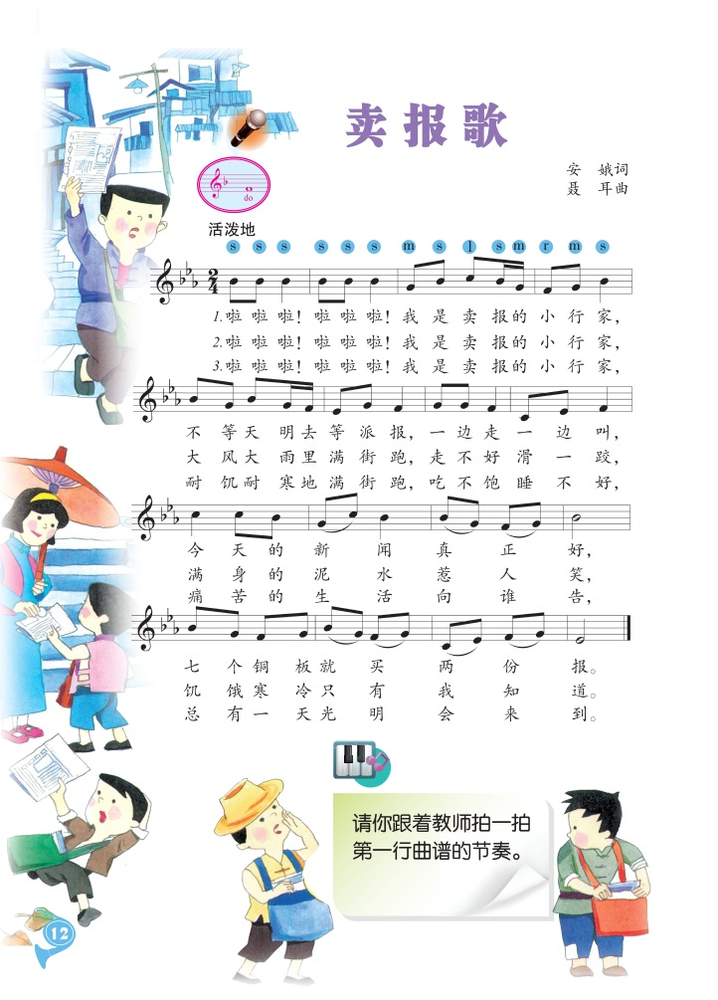 卖报歌
安 娥词
聂 耳曲
do
活泼地
s s s s s s m s l s m r m s
2/4
1.啦 啦 啦! 啦 啦 啦! 我 是 卖 报的 小 行 家,
2.啦 啦 啦! 啦 啦 啦! 我 是 卖 报的 小 行 家,
3.啦 啦 啦! 啦 啦 啦! 我 是 卖 报的 小 行 家,
不 等天 明去 等 派 报, 一 边 走 一 边 叫,
大 风大 雨里 满 街 跑, 走 不 好 滑 一 跤,
耐 饥耐 寒地 满 街 跑, 吃 不 饱 睡 不 好,
今 天 的 新 闻 真 正 好,
满 身 的 泥 水 惹 人 笑,
痛 苦 的 生 活 向 谁 告,
七 个 铜 板 就 买 两 份 报。
饥 饿 寒 冷 只 有 我 知 道。
总 有 一 天 光 明 会 来 到。
请你跟着教师拍一拍
第一行曲谱的节奏。
12